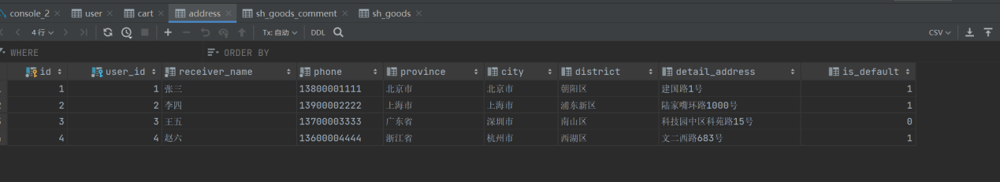 console_2 user cart address sh_goods_comment sh_goods
4 行 Tx: 自动 DDL CSV
WHERE ORDER BY
id user_id receiver_name phone province city district detail_address is_default
1 1 张三 13800001111 北京市 北京市 朝阳区 建国路1号 1
2 2 李四 13900002222 上海市 上海市 浦东新区 陆家嘴环路1000号 1
3 3 王五 13700003333 广东省 深圳市 南山区 科技园中区科苑路15号 0
4 4 赵六 13600004444 浙江省 杭州市 西湖区 文二西路683号 1